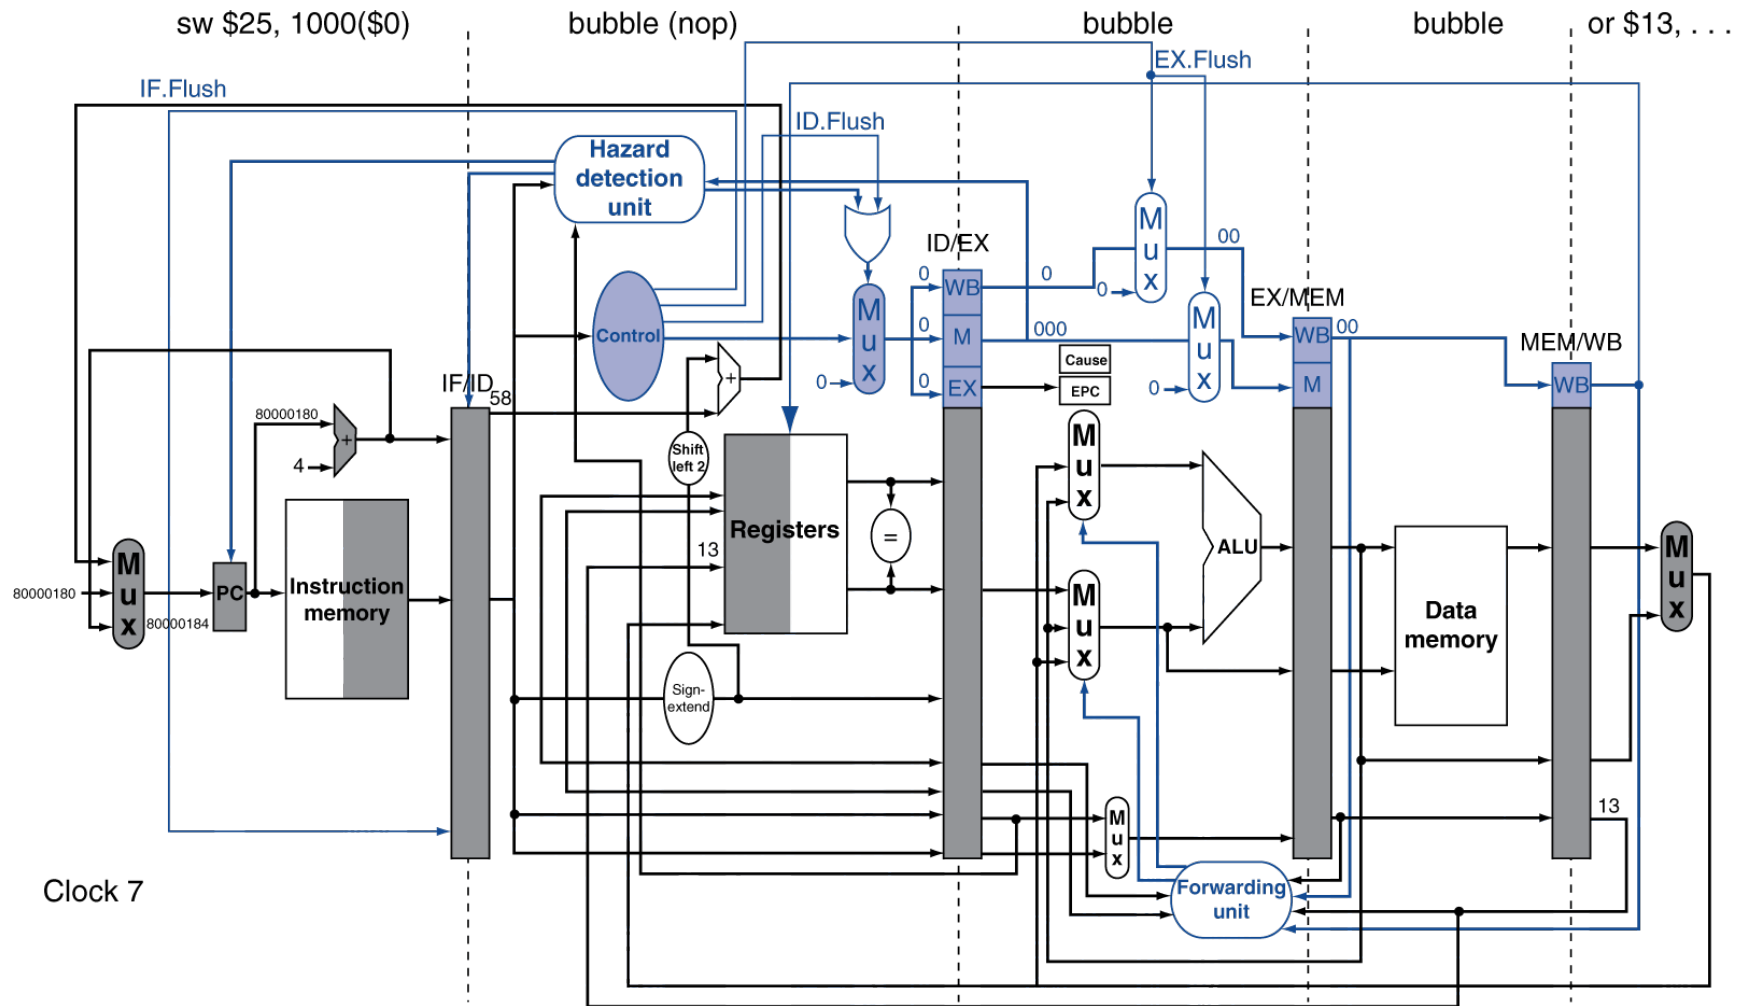 sw $25, 1000($0)
bubble (nop)
bubble
bubble
or $13, . . .
IF.Flush
EX.Flush
ID.Flush
Hazard
detection
unit
Control
M
u
x
0
ID/EX
0
WB
0
M
0
EX
0
000
M
u
x
0
00
M
u
x
0
Cause
EPC
EX/MEM
WB
M
00
MEM/WB
WB
IF/ID
58
+
80000180
4
+
Shift
left 2
Registers
13
=
M
u
x
80000180
80000184
PC
Instruction
memory
Sign-
extend
M
u
x
M
u
x
ALU
Data
memory
M
u
x
M
u
x
13
Forwarding
unit
Clock 7